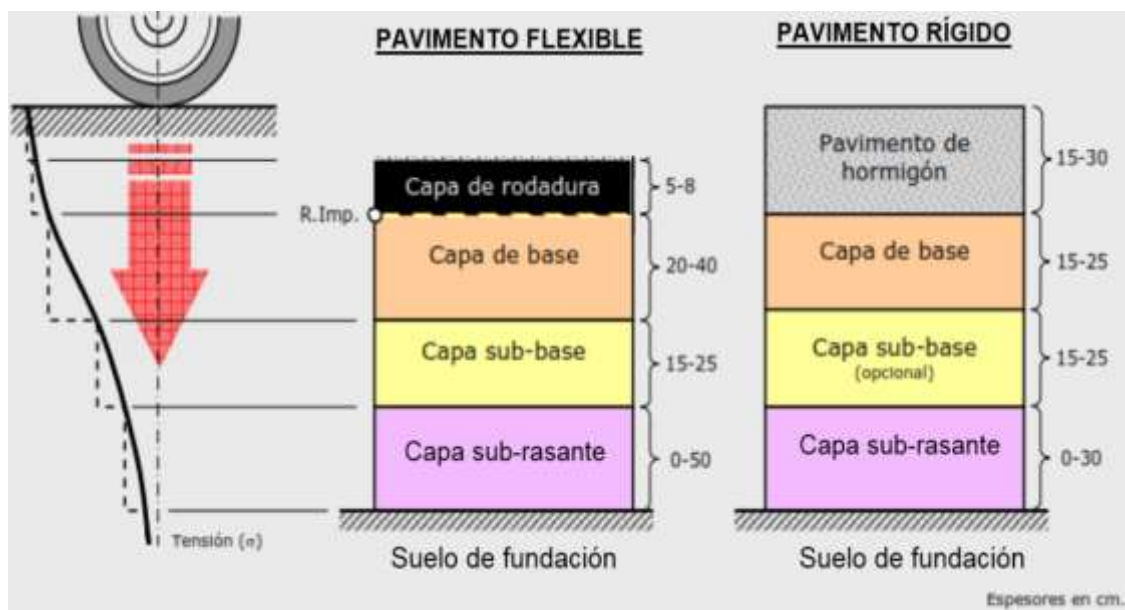 PAVIMENTO FLEXIBLE
PAVIMENTO RÍGIDO
R.Imp.
Capa de rodadura
5-8
Capa de base
20-40
Capa sub-base
15-25
Capa sub-rasante
0-50
Suelo de fundación
Tensión (σ)
Pavimento de
hormigón
15-30
Capa de base
15-25
Capa sub-base
(opcional)
15-25
Capa sub-rasante
0-30
Suelo de fundación
Espesores en cm.